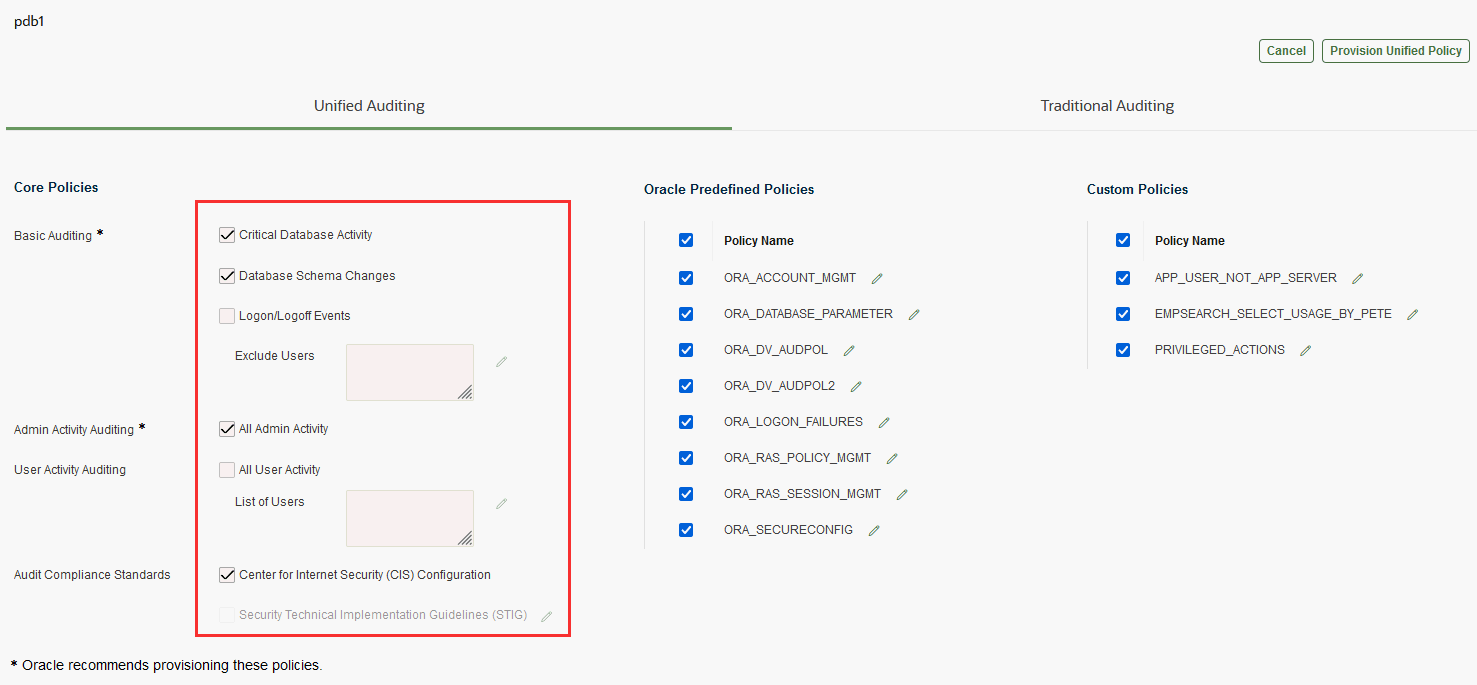 pdb1
Cancel
Provision Unified Policy
Unified Auditing
Traditional Auditing
Core Policies
Basic Auditing *
Critical Database Activity
Database Schema Changes
Logon/Logoff Events
Exclude Users
Admin Activity Auditing *
All Admin Activity
User Activity Auditing
All User Activity
List of Users
Audit Compliance Standards
Center for Internet Security (CIS) Configuration
Security Technical Implementation Guidelines (STIG)
Oracle Predefined Policies
Policy Name
ORA_ACCOUNT_MGMT
ORA_DATABASE_PARAMETER
ORA_DV_AUDPOL
ORA_DV_AUDPOL2
ORA_LOGON_FAILURES
ORA_RAS_POLICY_MGMT
ORA_RAS_SESSION_MGMT
ORA_SECURECONFIG
Custom Policies
Policy Name
APP_USER_NOT_APP_SERVER
EMPSEARCH_SELECT_USAGE_BY_PETE
PRIVILEGED_ACTIONS
* Oracle recommends provisioning these policies.